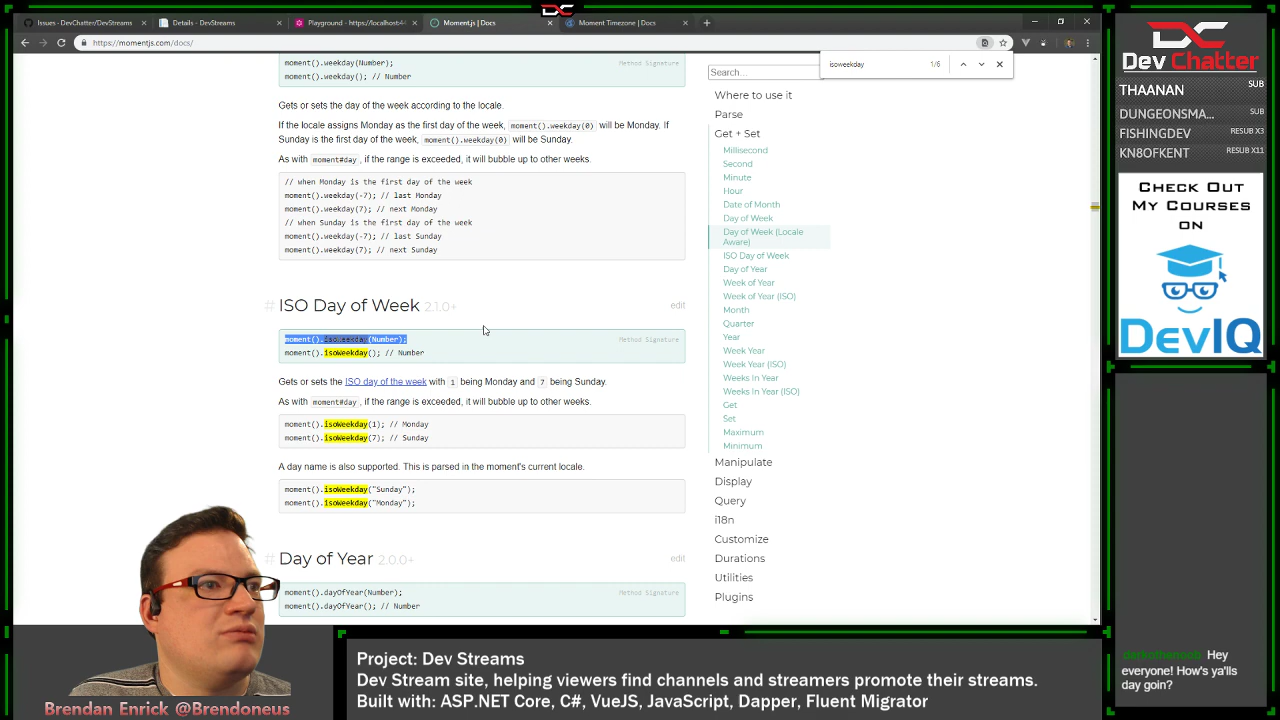 Issues - DevChatter/DevStreams
Details - DevStreams
Playground - https://localhost:44
Moment.js | Docs
Moment Timezone | Docs
https://momentjs.com/docs/
isoweekday
1/6
moment().weekday(Number);
moment().weekday(); // Number
Method Signature
Gets or sets the day of the week according to the locale.
If the locale assigns Monday as the first day of the week, moment().weekday(0) will be Monday. If
Sunday is the first day of the week, moment().weekday(0) will be Sunday.
As with moment#day, if the range is exceeded, it will bubble up to other weeks.
// when Monday is the first day of the week
moment().weekday(-7); // last Monday
moment().weekday(7); // next Monday
// when Sunday is the first day of the week
moment().weekday(-7); // last Sunday
moment().weekday(7); // next Sunday
# ISO Day of Week 2.1.0+
edit
moment().isoWeekday(Number);
Method Signature
moment().isoWeekday(); // Number
Gets or sets the ISO day of the week with 1 being Monday and 7 being Sunday.
As with moment#day, if the range is exceeded, it will bubble up to other weeks.
moment().isoWeekday(1); // Monday
moment().isoWeekday(7); // Sunday
A day name is also supported. This is parsed in the moment's current locale.
moment().isoWeekday("Sunday");
moment().isoWeekday("Monday");
# Day of Year 2.0.0+
edit
moment().dayOfYear(Number);
Method Signature
moment().dayOfYear(); // Number
Search...
Where to use it
Parse
Get + Set
Millisecond
Second
Minute
Hour
Date of Month
Day of Week
Day of Week (Locale
Aware)
ISO Day of Week
Day of Year
Week of Year
Week of Year (ISO)
Month
Quarter
Year
Week Year
Week Year (ISO)
Weeks In Year
Weeks In Year (ISO)
Get
Set
Maximum
Minimum
Manipulate
Display
Query
i18n
Customize
Durations
Utilities
Plugins
Dev Chatter
THAANAN SUB
DUNGEONSMA... SUB
FISHINGDEV RESUB X3
KN8OFKENT RESUB X11
CHECK OUT
MY COURSES
ON
DevIQ
darkothenoob Hey
everyone! How's ya'lls
day goin?
Project: Dev Streams
Dev Stream site, helping viewers find channels and streamers promote their streams.
Built with: ASP.NET Core, C#, VueJS, JavaScript, Dapper, Fluent Migrator
Brendan Enrick @Brendoneus